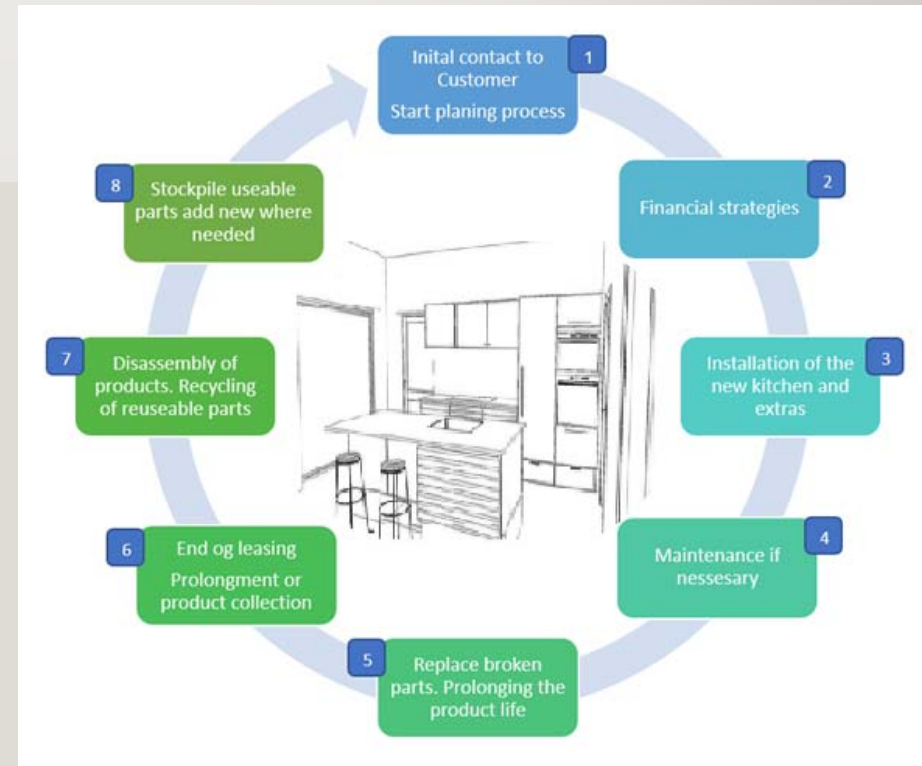 1
Inital contact to
Customer
Start planing process
2
Financial strategies
3
Installation of the
new kitchen and
extras
4
Maintenance if
nessesary
5
Replace broken
parts. Prolonging the
product life
6
End og leasing
Prolongment or
product collection
7
Disassembly of
products. Recycling
of reuseable parts
8
Stockpile useable
parts add new where
needed